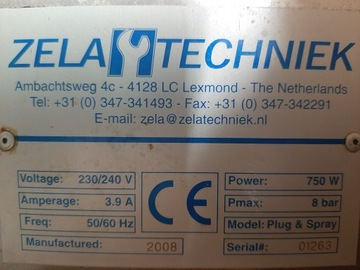 ZELA TECHNIEK
Ambachtsweg 4c - 4128 LC Lexmond - The Netherlands
Tel: +31 (0) 347-341493 - Fax: +31 (0) 347-342291
E-mail: zela@zelatechniek.nl
Voltage: 230/240 V
Amperage: 3.9 A
Freq: 50/60 Hz
Manufactured: 2008
CE
Power: 750 W
Pmax: 8 bar
Model: Plug & Spray
Serial#: 01263